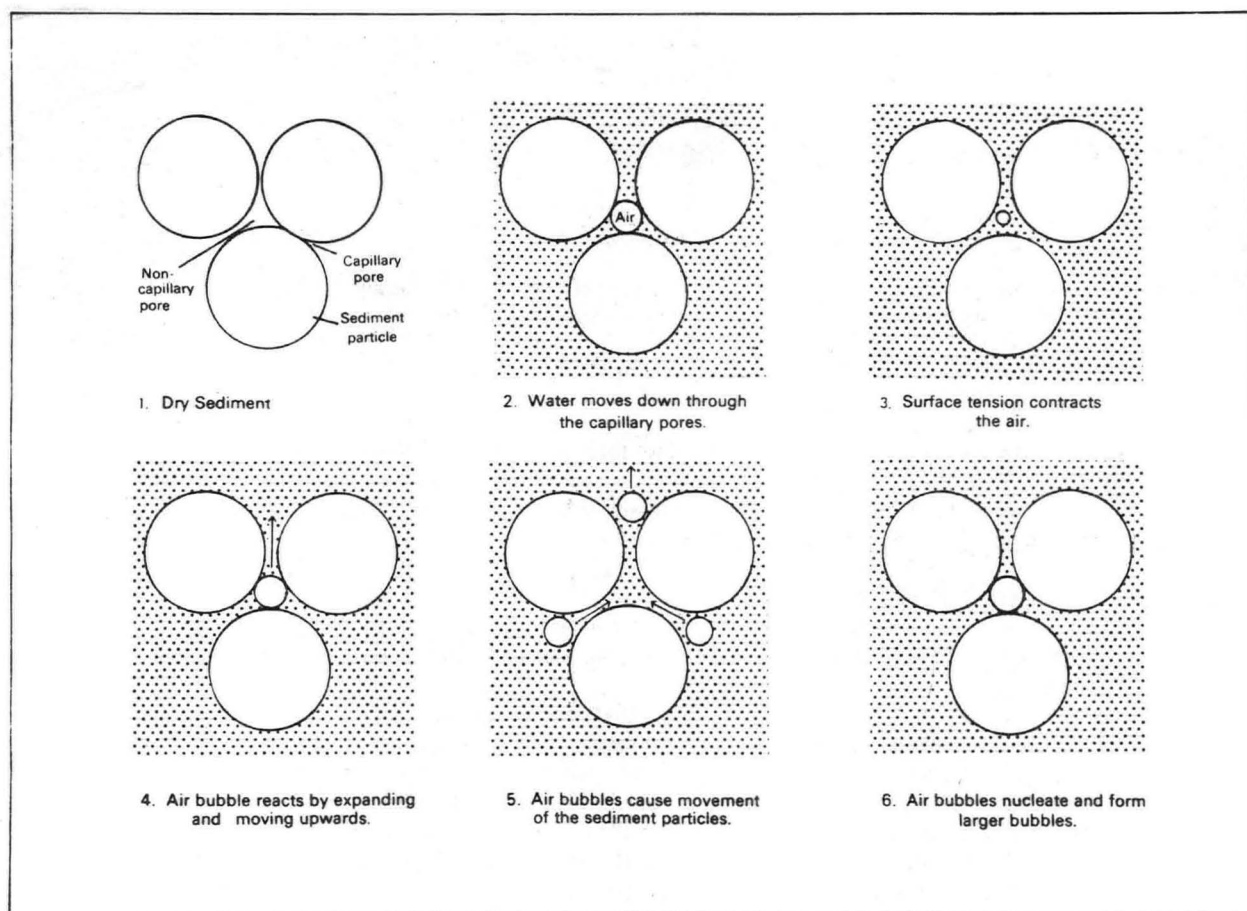 Non-
capillary
pore
Capillary
pore
Sediment
particle
1. Dry Sediment
Air
2. Water moves down through
the capillary pores.
3. Surface tension contracts
the air.
4. Air bubble reacts by expanding
and moving upwards.
5. Air bubbles cause movement
of the sediment particles.
6. Air bubbles nucleate and form
larger bubbles.